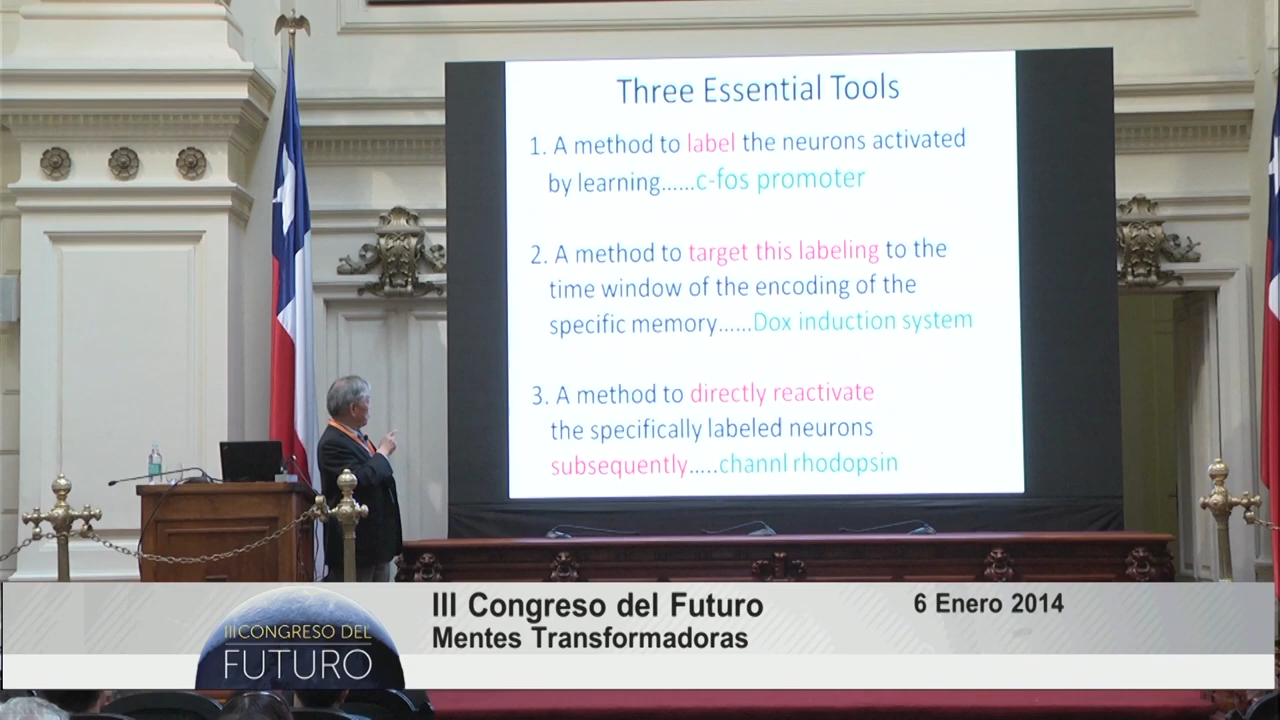 Three Essential Tools
1. A method to label the neurons activated
by learning......c-fos promoter
2. A method to target this labeling to the
time window of the encoding of the
specific memory......Dox induction system
3. A method to directly reactivate
the specifically labeled neurons
subsequently.....channl rhodopsin
III Congreso del Futuro
6 Enero 2014
Mentes Transformadoras
III CONGRESO DEL
FUTURO